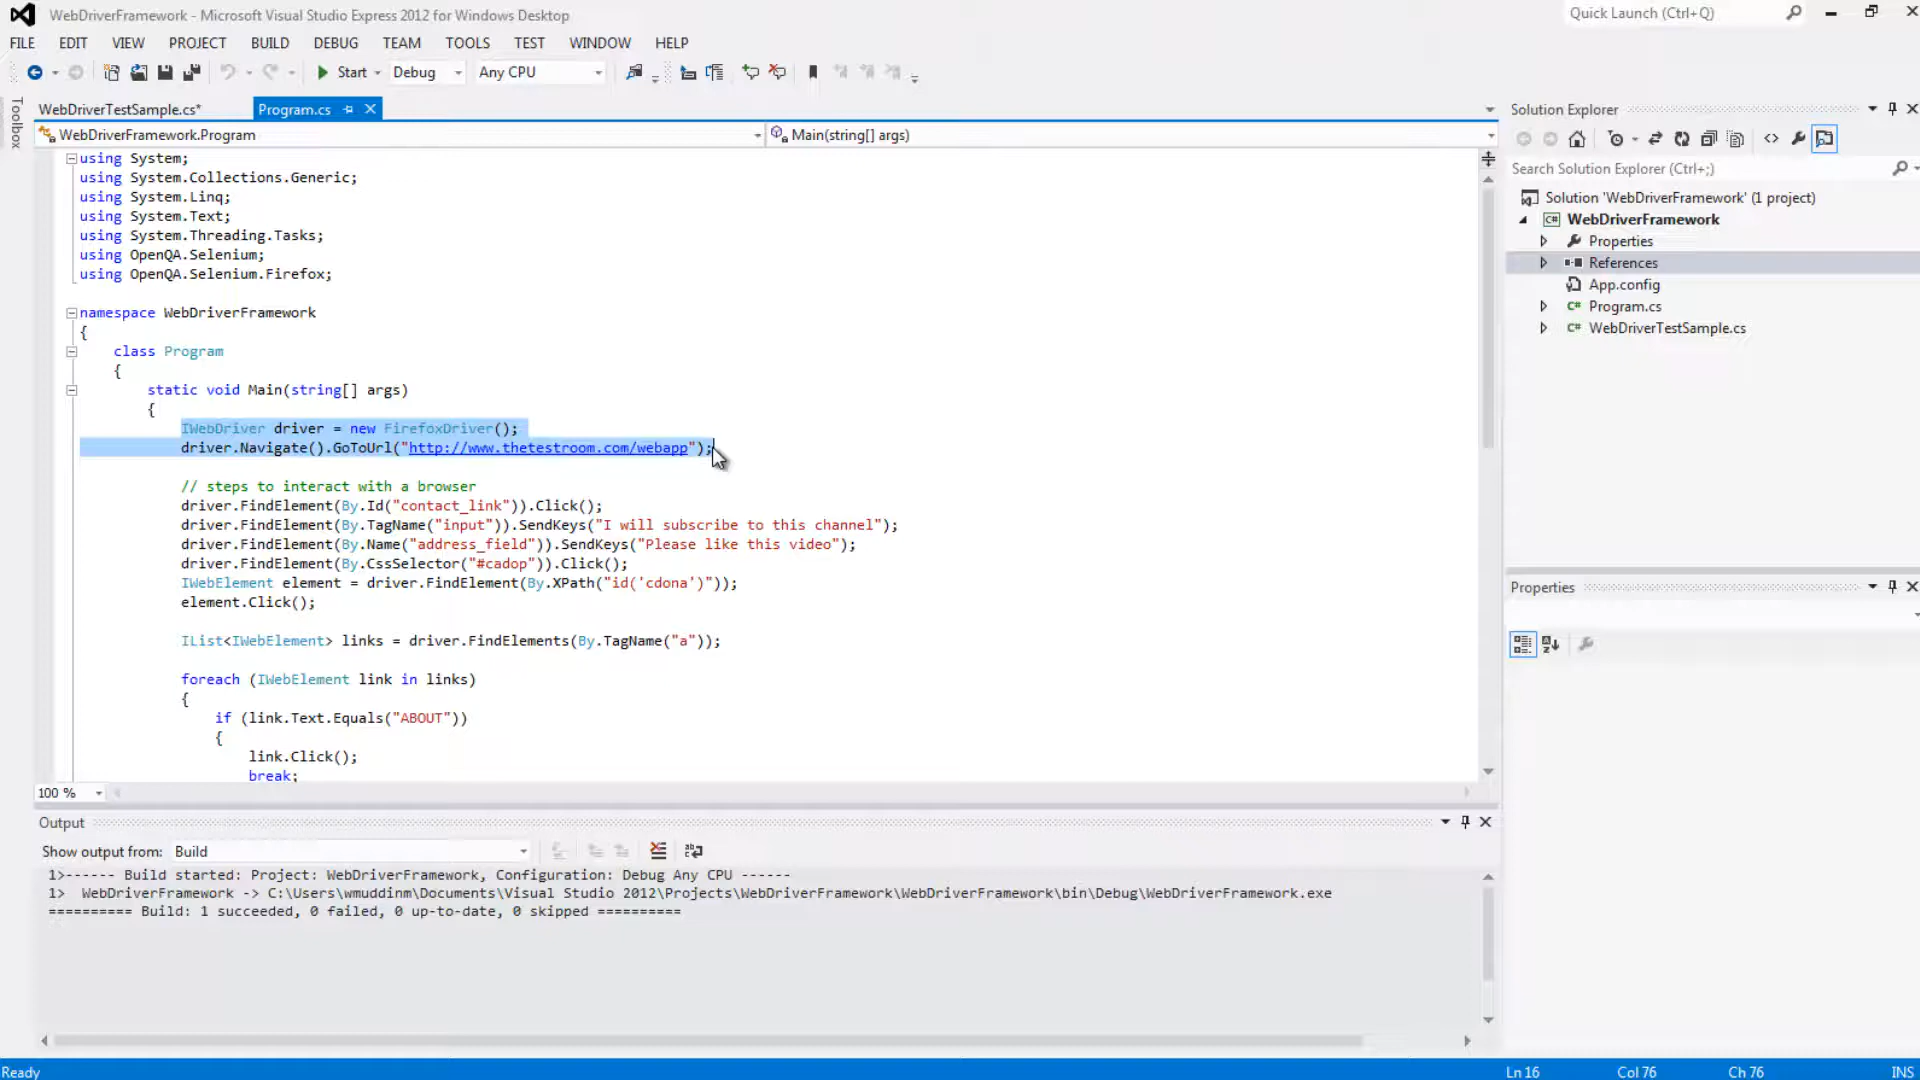 WebDriverFramework - Microsoft Visual Studio Express 2012 for Windows Desktop
Quick Launch (Ctrl+Q)
FILE EDIT VIEW PROJECT BUILD DEBUG TEAM TOOLS TEST WINDOW HELP
Start Debug Any CPU
Toolbox
WebDriverTestSample.cs*
Program.cs
WebDriverFramework.Program
Main(string[] args)
using System;
using System.Collections.Generic;
using System.Linq;
using System.Text;
using System.Threading.Tasks;
using OpenQA.Selenium;
using OpenQA.Selenium.Firefox;
namespace WebDriverFramework
{
class Program
{
static void Main(string[] args)
{
IWebDriver driver = new FirefoxDriver();
driver.Navigate().GoToUrl("http://www.thetestroom.com/webapp");
// steps to interact with a browser
driver.FindElement(By.Id("contact_link")).Click();
driver.FindElement(By.TagName("input")).SendKeys("I will subscribe to this channel");
driver.FindElement(By.Name("address_field")).SendKeys("Please like this video");
driver.FindElement(By.CssSelector("#cadop")).Click();
IWebElement element = driver.FindElement(By.XPath("id('cdona')"));
element.Click();
IList<IWebElement> links = driver.FindElements(By.TagName("a"));
foreach (IWebElement link in links)
{
if (link.Text.Equals("ABOUT"))
{
link.Click();
break;
100 %
Output
Show output from: Build
1>------ Build started: Project: WebDriverFramework, Configuration: Debug Any CPU ------
1>  WebDriverFramework -> C:\Users\wmuddinm\Documents\Visual Studio 2012\Projects\WebDriverFramework\WebDriverFramework\bin\Debug\WebDriverFramework.exe
========== Build: 1 succeeded, 0 failed, 0 up-to-date, 0 skipped ==========
Solution Explorer
Search Solution Explorer (Ctrl+;)
Solution 'WebDriverFramework' (1 project)
WebDriverFramework
Properties
References
App.config
Program.cs
WebDriverTestSample.cs
Properties
Ready Ln 16 Col 76 Ch 76 INS